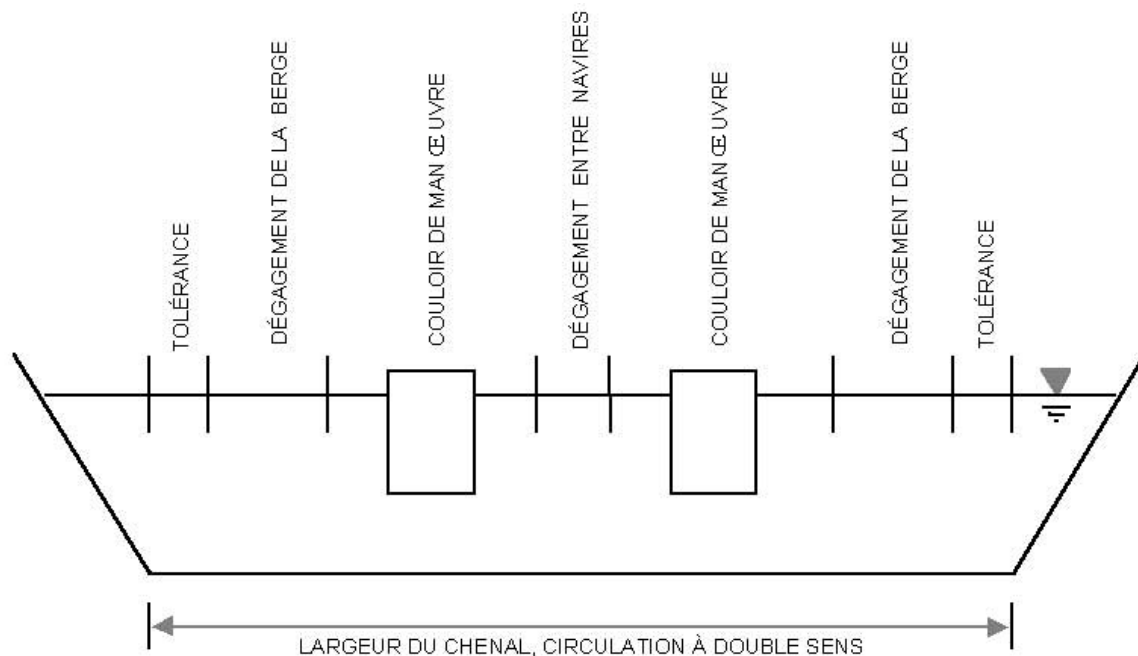 TOLÉRANCE
DÉGAGEMENT DE LA BERGE
COULOIR DE MANŒUVRE
DÉGAGEMENT ENTRE NAVIRES
COULOIR DE MANŒUVRE
DÉGAGEMENT DE LA BERGE
TOLÉRANCE
LARGEUR DU CHENAL, CIRCULATION À DOUBLE SENS